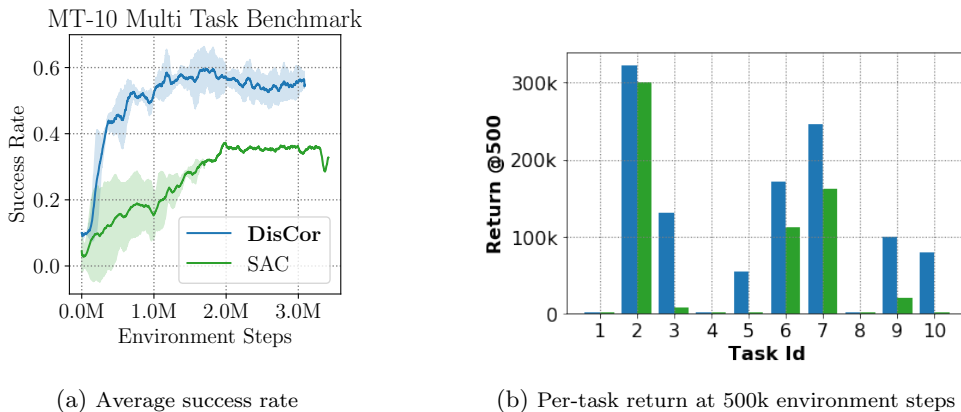 MT-10 Multi Task Benchmark
Success Rate
0.6
0.4
0.2
0.0
DisCor
SAC
0.0M 1.0M 2.0M 3.0M
Environment Steps
(a) Average success rate
Return @500
300k
200k
100k
0
1 2 3 4 5 6 7 8 9 10
Task Id
(b) Per-task return at 500k environment steps